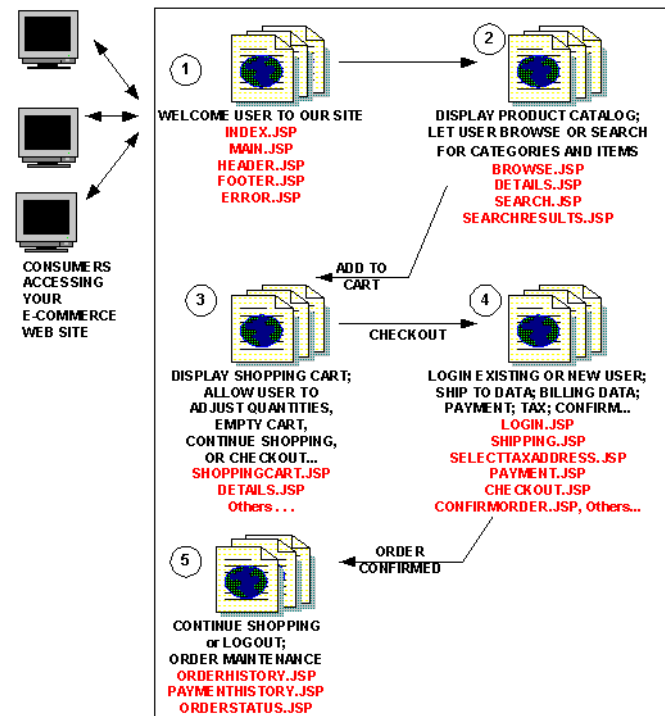 1
WELCOME USER TO OUR SITE
INDEX.JSP
MAIN.JSP
HEADER.JSP
FOOTER.JSP
ERROR.JSP
2
DISPLAY PRODUCT CATALOG;
LET USER BROWSE OR SEARCH
FOR CATEGORIES AND ITEMS
BROWSE.JSP
DETAILS.JSP
SEARCH.JSP
SEARCHRESULTS.JSP
CONSUMERS
ACCESSING
YOUR
E-COMMERCE
WEB SITE
ADD TO
CART
3
DISPLAY SHOPPING CART;
ALLOW USER TO
ADJUST QUANTITIES,
EMPTY CART,
CONTINUE SHOPPING,
OR CHECKOUT...
SHOPPINGCART.JSP
DETAILS.JSP
Others . . .
CHECKOUT
4
LOGIN EXISTING OR NEW USER;
SHIP TO DATA; BILLING DATA;
PAYMENT; TAX; CONFIRM...
LOGIN.JSP
SHIPPING.JSP
SELECTTAXADDRESS.JSP
PAYMENT.JSP
CHECKOUT.JSP
CONFIRMORDER.JSP, Others...
ORDER
CONFIRMED
5
CONTINUE SHOPPING
or LOGOUT;
ORDER MAINTENANCE
ORDERHISTORY.JSP
PAYMENTHISTORY.JSP
ORDERSTATUS.JSP